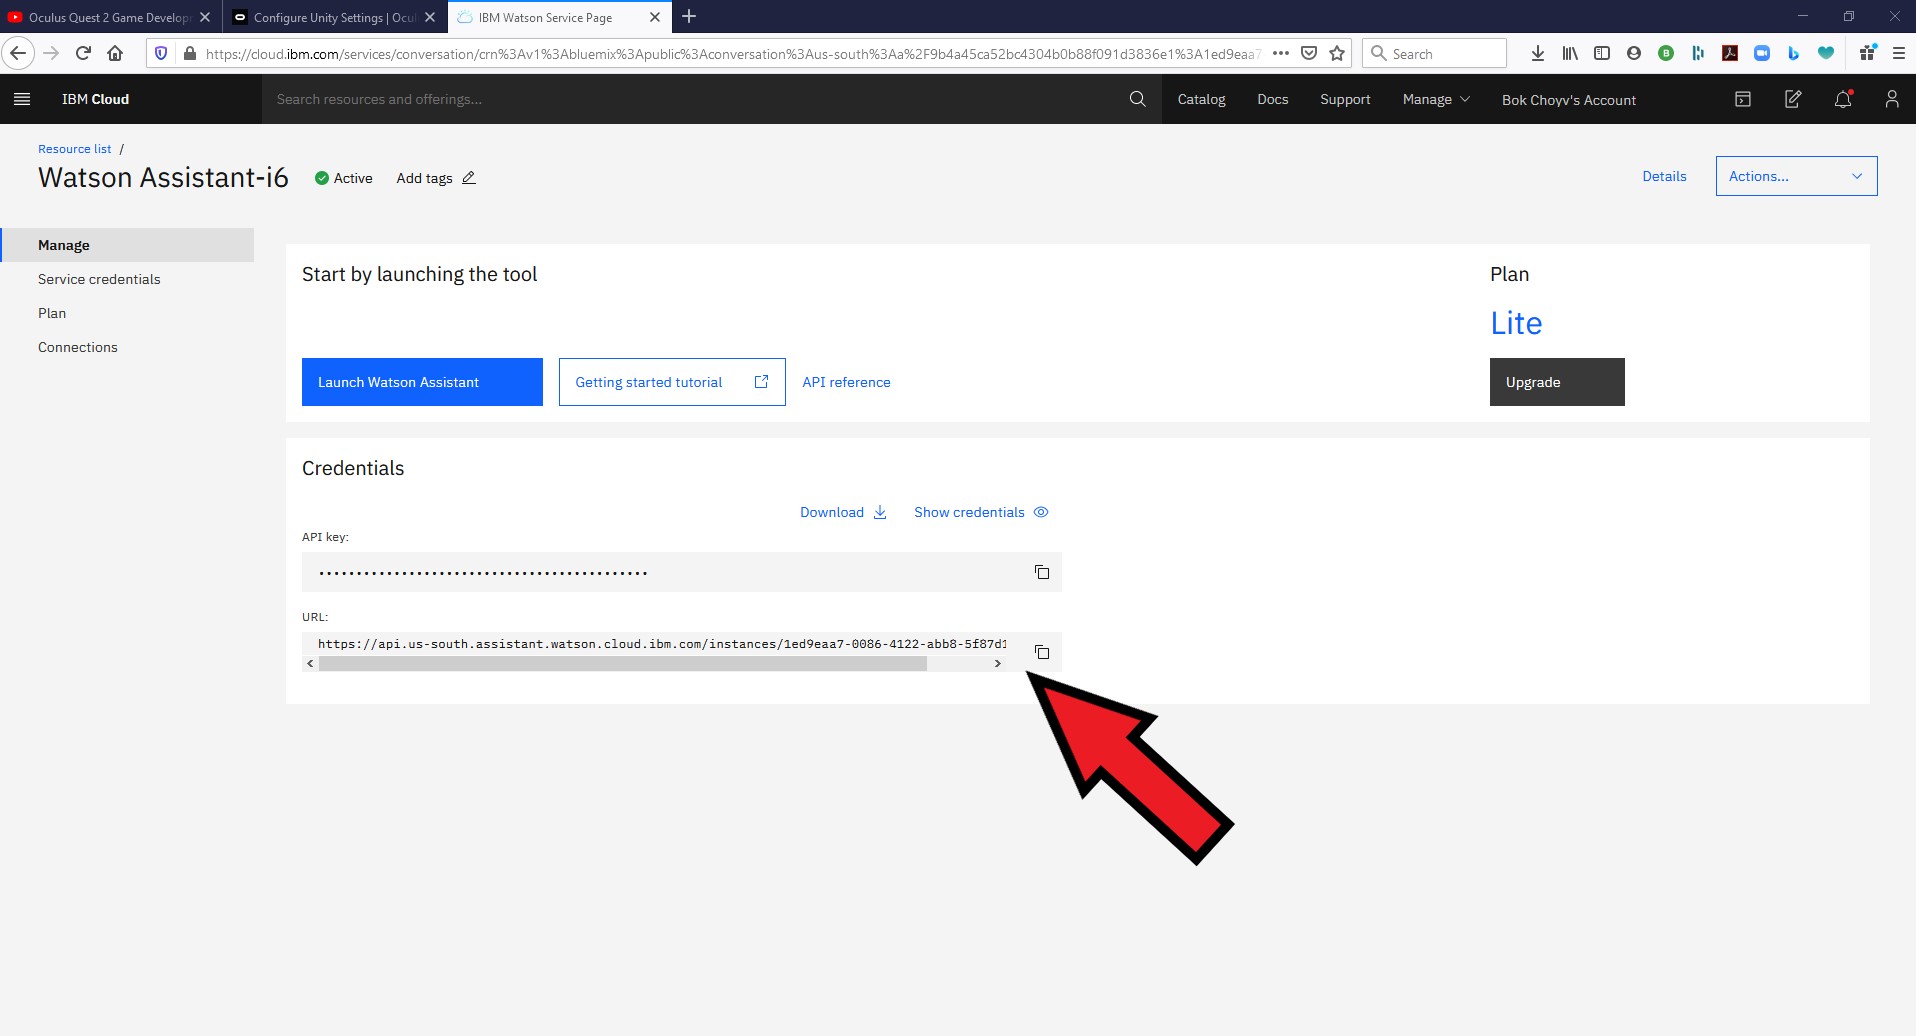 Oculus Quest 2 Game Develop
Configure Unity Settings | Ocul
IBM Watson Service Page
https://cloud.ibm.com/services/conversation/crn%3Av1%3Abluemix%3Apublic%3Aconversation%3Aus-south%3Aa%2F9b4a45ca52bc4304b0b88f091d3836e1%3A1ed9eaa7
Search
IBM Cloud
Search resources and offerings...
Catalog
Docs
Support
Manage
Bok Choyv's Account
Resource list /
Watson Assistant-i6
Active
Add tags
Details
Actions...
Manage
Service credentials
Plan
Connections
Start by launching the tool
Launch Watson Assistant
Getting started tutorial
API reference
Plan
Lite
Upgrade
Credentials
Download
Show credentials
API key:
URL:
https://api.us-south.assistant.watson.cloud.ibm.com/instances/1ed9eaa7-0086-4122-abb8-5f87d1